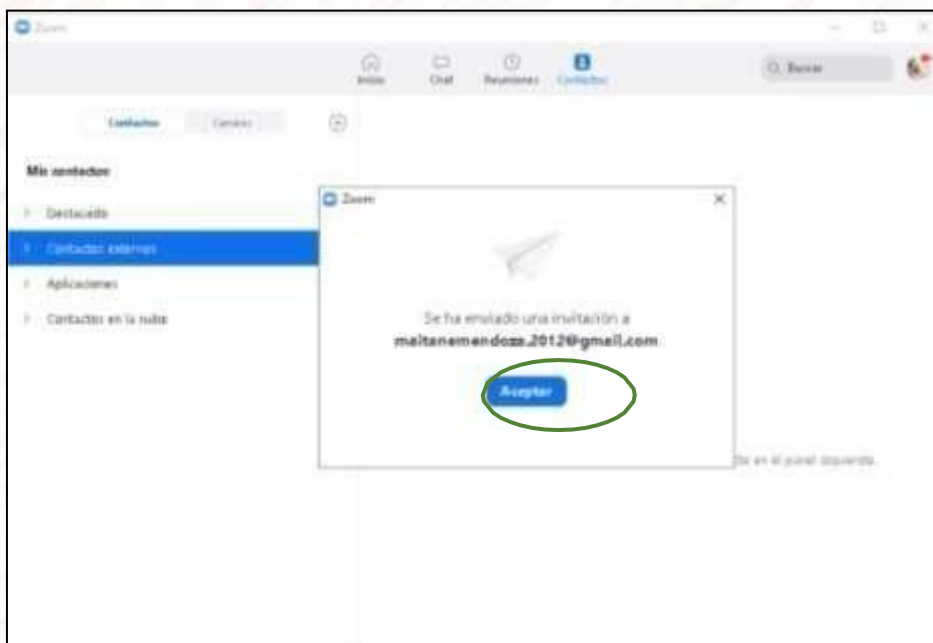 Zoom
Inicio
Chat
Reuniones
Contactos
Buscar
Contactos
Canales
Mis contactos
Destacado
Contactos externos
Aplicaciones
Contactos en la nube
Zoom
Se ha enviado una invitación a
maitanemendoza.2012@gmail.com
Aceptar
en el panel izquierdo.